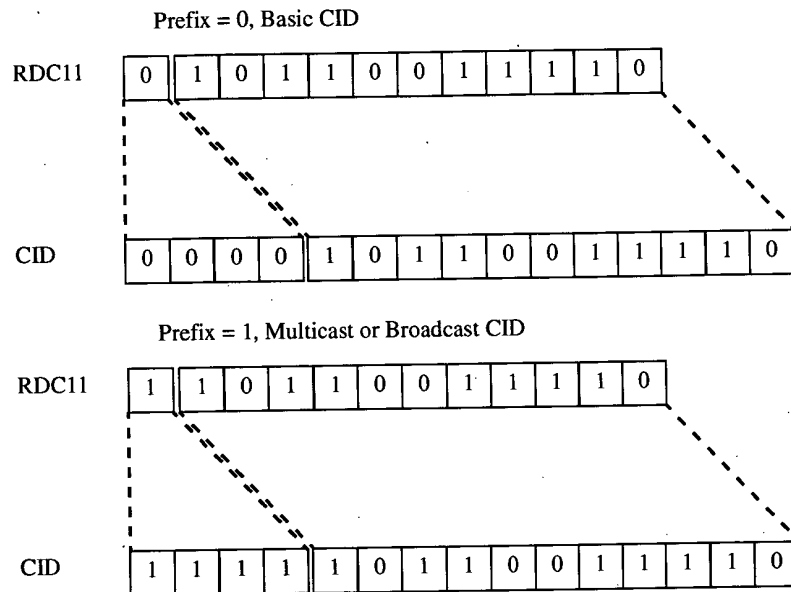 Prefix = 0, Basic CID
RDC11 0 1 0 1 1 0 0 1 1 1 1 0
CID 0 0 0 0 1 0 1 1 0 0 1 1 1 1 0
Prefix = 1, Multicast or Broadcast CID
RDC11 1 1 0 1 1 0 0 1 1 1 1 0
CID 1 1 1 1 1 0 1 1 0 0 1 1 1 1 0